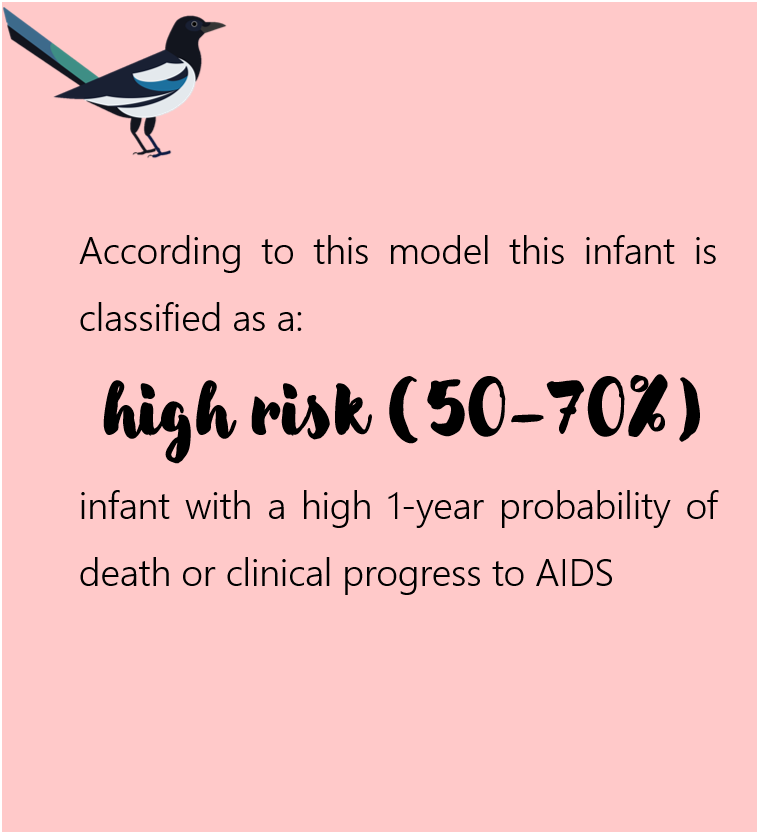 According to this model this infant is
classified as a:
high risk (50-70%)
infant with a high 1-year probability of
death or clinical progress to AIDS